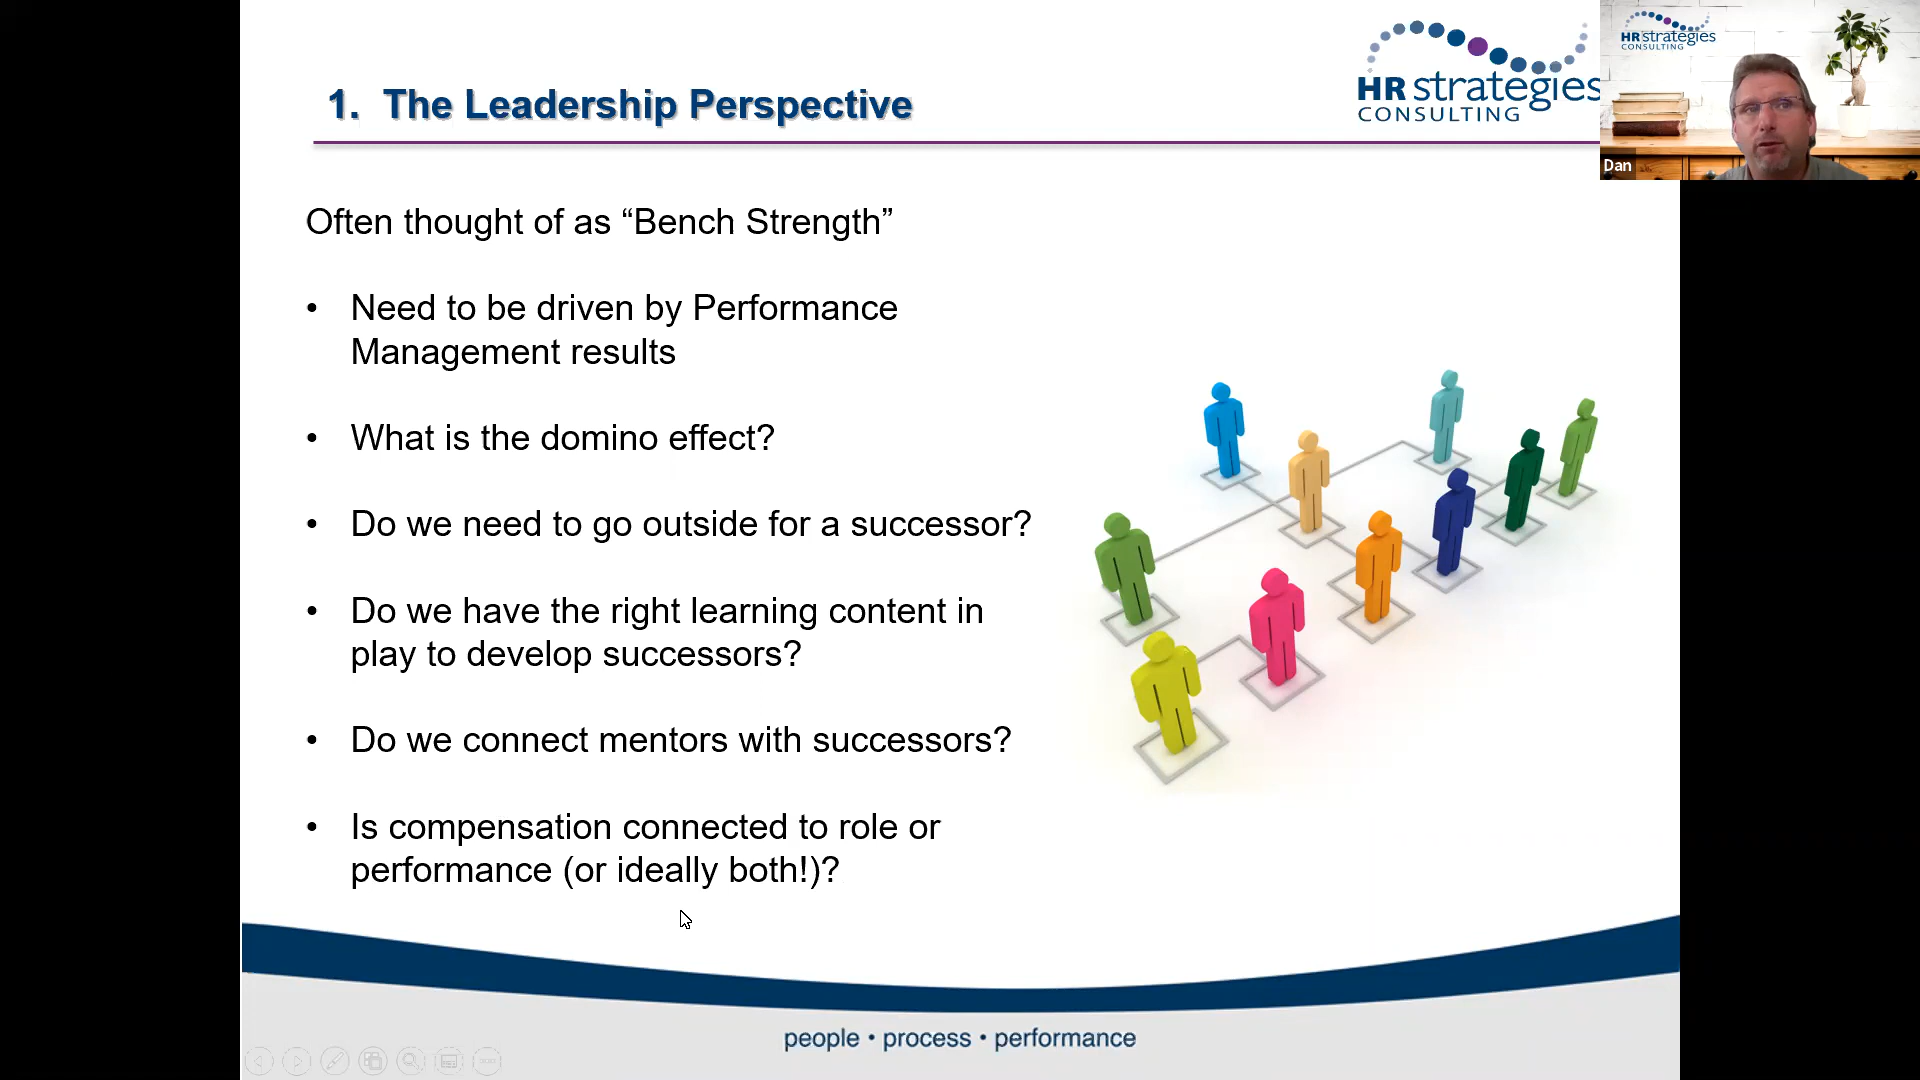 1. The Leadership Perspective
HR strategies
CONSULTING
HR strategies
CONSULTING
Dan
Often thought of as “Bench Strength”
• Need to be driven by Performance
Management results
• What is the domino effect?
• Do we need to go outside for a successor?
• Do we have the right learning content in
play to develop successors?
• Do we connect mentors with successors?
• Is compensation connected to role or
performance (or ideally both!)?
people • process • performance